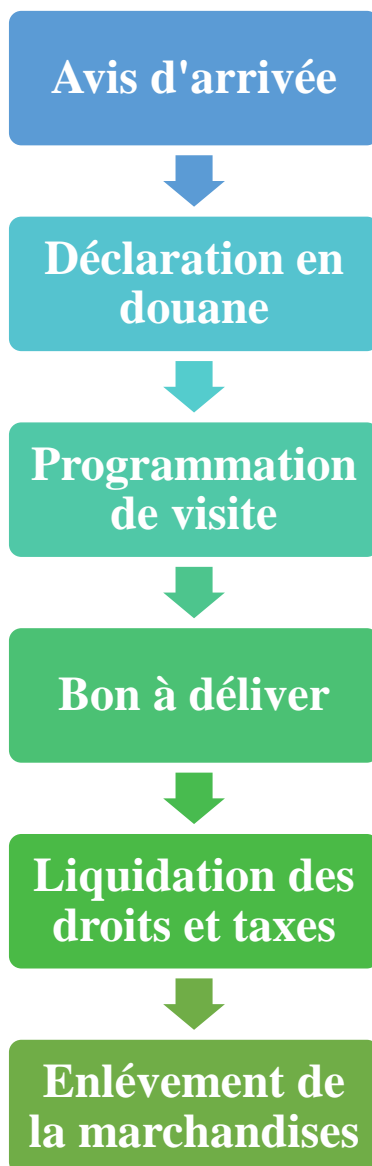 Avis d'arrivée
Déclaration en
douane
Programmation
de visite
Bon à déliver
Liquidation des
droits et taxes
Enlévement de
la marchandises